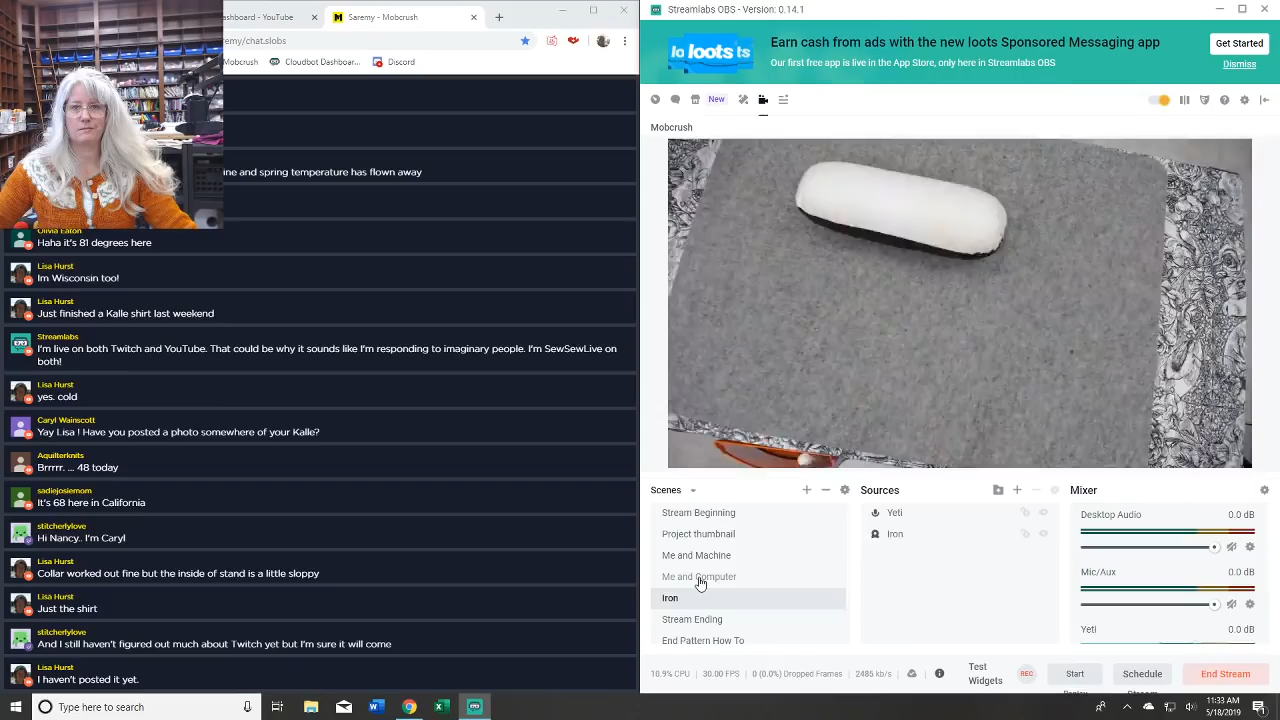 ashboard - YouTube
Saremy - Mobcrush
emy/chat.slobs
Mobcrush
Cloudbot Dashboar...
Discord
ine and spring temperature has flown away
Olivia Eaton
Haha it's 81 degrees here
Lisa Hurst
Im Wisconsin too!
Lisa Hurst
Just finished a Kalle shirt last weekend
Streamlabs
I'm live on both Twitch and YouTube. That could be why it sounds like I'm responding to imaginary people. I'm SewSewLive on
both!
Lisa Hurst
yes. cold
Caryl Wainscott
Yay Lisa ! Have you posted a photo somewhere of your Kalle?
Aquilterknits
Brrrrr. ... 48 today
sadiejosiemom
It's 68 here in California
stitcherlylove
Hi Nancy.. I'm Caryl
Lisa Hurst
Collar worked out fine but the inside of stand is a little sloppy
Lisa Hurst
Just the shirt
stitcherlylove
And I still haven't figured out much about Twitch yet but I'm sure it will come
Lisa Hurst
I haven't posted it yet.
Streamlabs OBS - Version: 0.14.1
loots
Earn cash from ads with the new loots Sponsored Messaging app
Our first free app is live in the App Store, only here in Streamlabs OBS
Get Started
Dismiss
New
Mobcrush
Scenes
Stream Beginning
Project thumbnail
Me and Machine
Me and Computer
Iron
Stream Ending
End Pattern How To
Sources
Yeti
Iron
Mixer
Desktop Audio 0.0 dB
Mic/Aux 0.0 dB
Yeti 0.0 dB
10.9% CPU 30.00 FPS 0 (0.0%) Dropped Frames 2485 kb/s
Test
Widgets
REC
Start
Schedule
End Stream
Type here to search
11:33 AM
5/18/2019